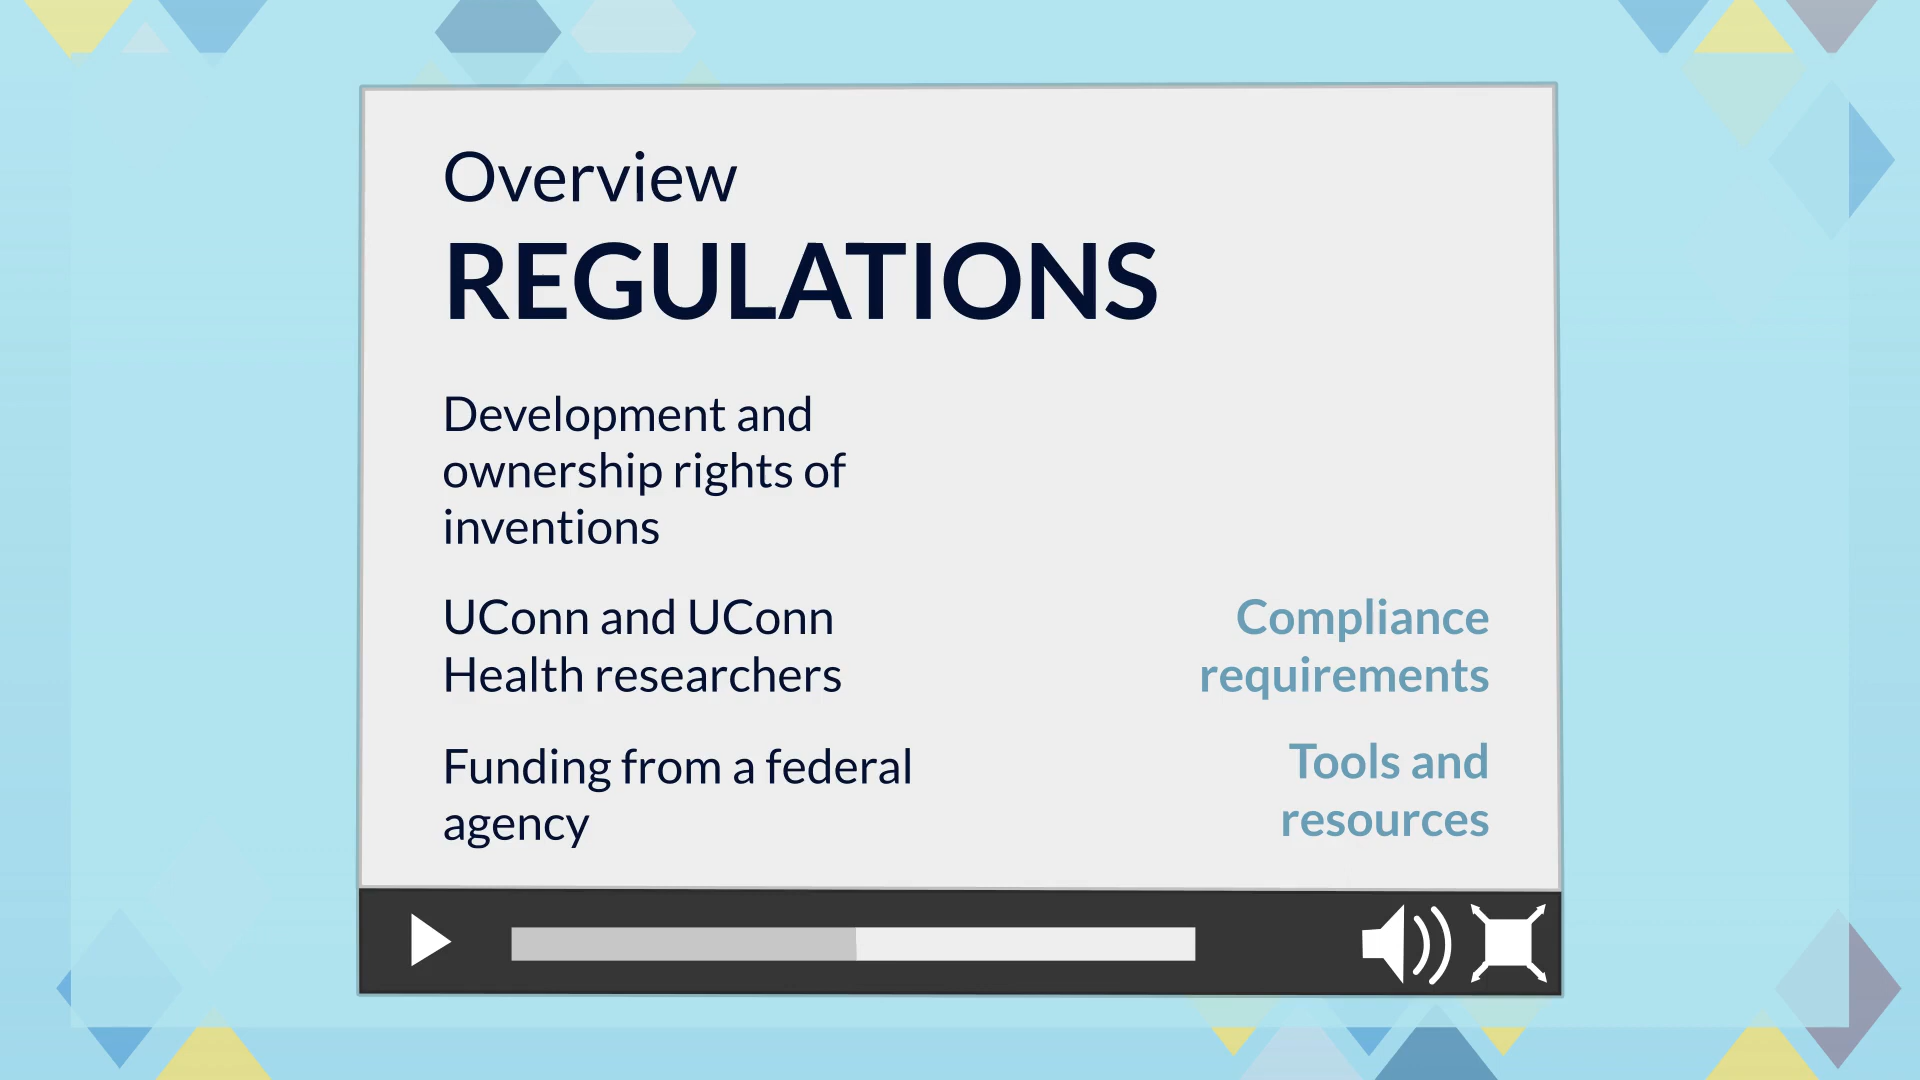 Overview
REGULATIONS
Development and
ownership rights of
inventions
UConn and UConn
Health researchers
Funding from a federal
agency
Compliance
requirements
Tools and
resources